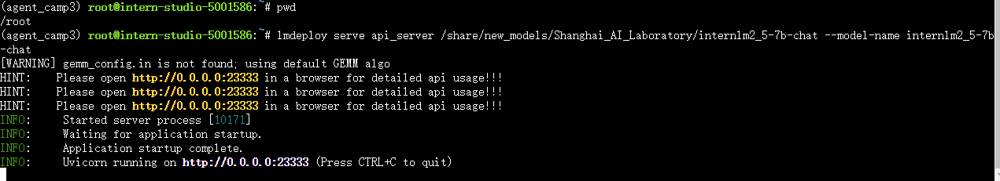 (agent_camp3) root@intern-studio-5001586:~# pwd
/root
(agent_camp3) root@intern-studio-5001586:~# lmdeploy serve api_server /share/new_models/Shanghai_AI_Laboratory/internlm2_5-7b-chat --model-name internlm2_5-7b
-chat
[WARNING] gemm_config.in is not found; using default GEMM algo
HINT:    Please open http://0.0.0.0:23333 in a browser for detailed api usage!!!
HINT:    Please open http://0.0.0.0:23333 in a browser for detailed api usage!!!
HINT:    Please open http://0.0.0.0:23333 in a browser for detailed api usage!!!
INFO:     Started server process [10171]
INFO:     Waiting for application startup.
INFO:     Application startup complete.
INFO:     Uvicorn running on http://0.0.0.0:23333 (Press CTRL+C to quit)